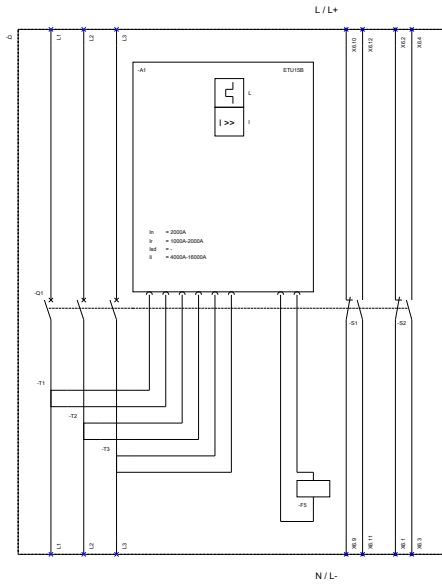 L / L+
-Q
L1
L2
L3
X6.10
X6.12
X6.2
X6.4
-A1
ETU15B
L
I >>
I
In = 2000A
Ir = 1000A-2000A
Isd = -
Ii = 4000A-16000A
-Q1
-S1
-S2
-T1
-T2
-T3
-F5
L1
L2
L3
X6.9
X6.11
X6.1
X6.3
N / L-